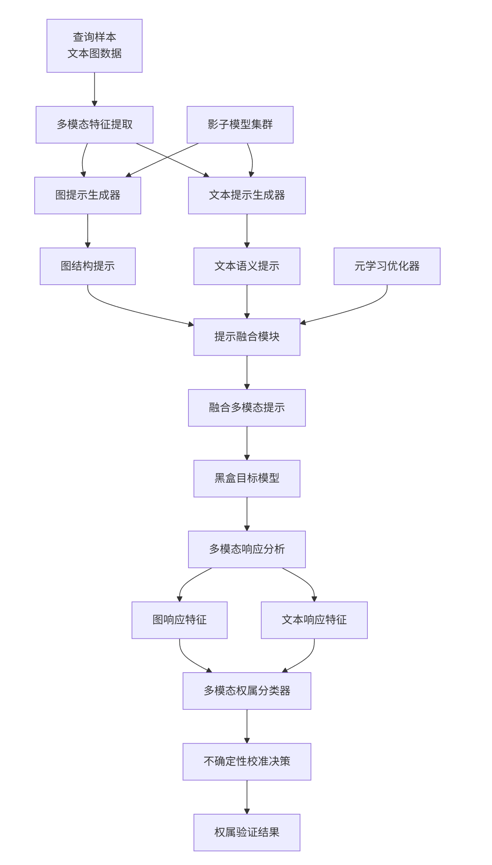 查询样本
文本图数据
多模态特征提取
影子模型集群
图提示生成器
文本提示生成器
图结构提示
文本语义提示
元学习优化器
提示融合模块
融合多模态提示
黑盒目标模型
多模态响应分析
图响应特征
文本响应特征
多模态权属分类器
不确定性校准决策
权属验证结果